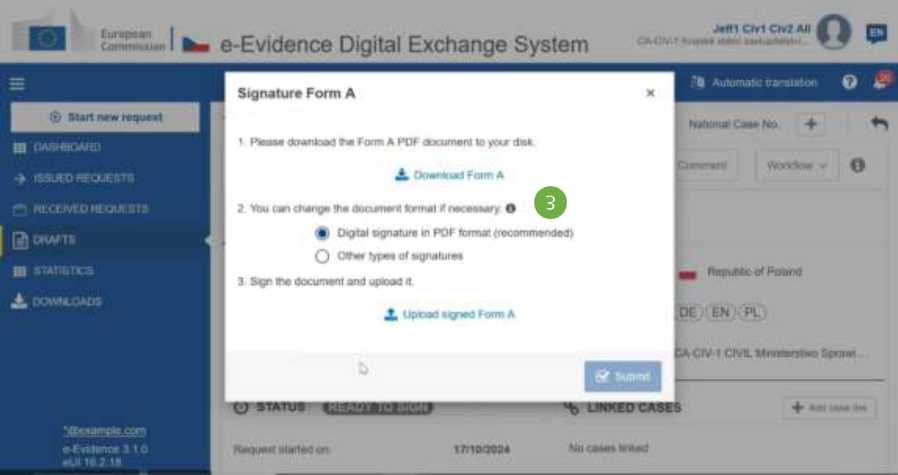 European
Commission
e-Evidence Digital Exchange System
Jeff1 Civ1 Civ2 All
EN
Automatic translation
Start new request
DASHBOARD
ISSUED REQUESTS
RECEIVED REQUESTS
DRAFTS
STATISTICS
DOWNLOADS
*@example.com
e-Evidence 3.1.0
eUI 16.2.18
Signature Form A
1. Please download the Form A PDF document to your disk.
Download Form A
2. You can change the document format if necessary.
3
Digital signature in PDF format (recommended)
Other types of signatures
3. Sign the document and upload it.
Upload signed Form A
Submit
National Case No.
Comment
Workflow
Republic of Poland
DE EN PL
CA-CIV-1 CIVIL Ministerstwo Sprawi ...
STATUS READY TO SIGN
LINKED CASES
Add case link
Request started on:
17/10/2024
No cases linked